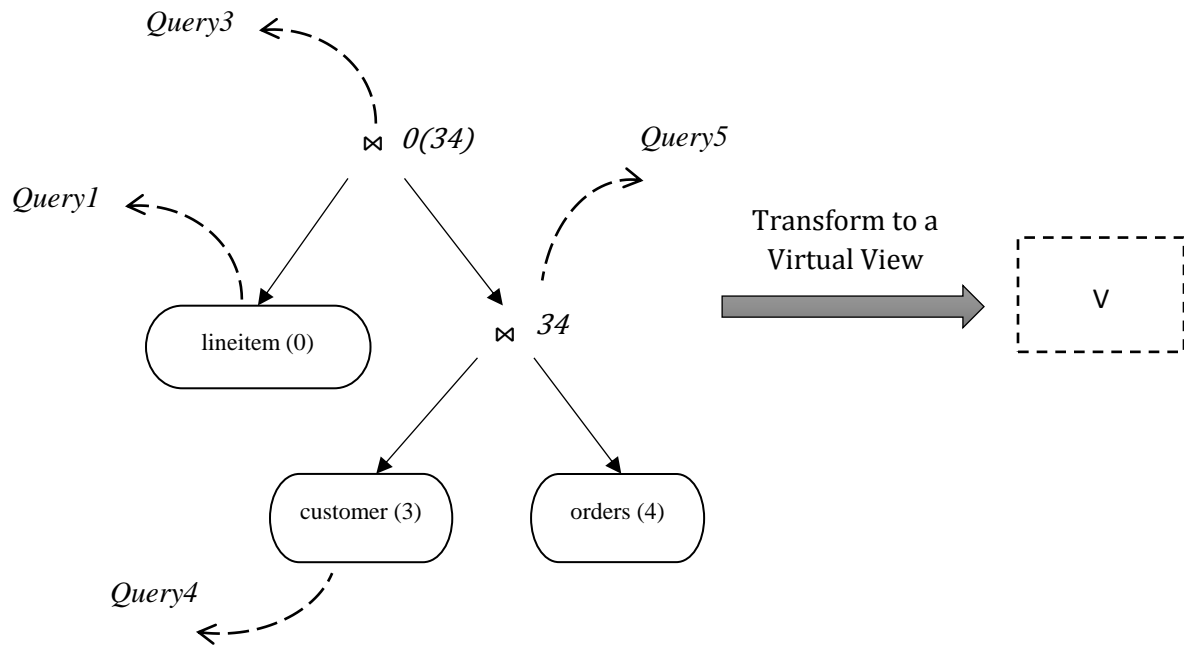 Query3
⋈ 0(34)
Query5
Query1
Transform to a
Virtual View
V
lineitem (0)
⋈ 34
customer (3)
orders (4)
Query4